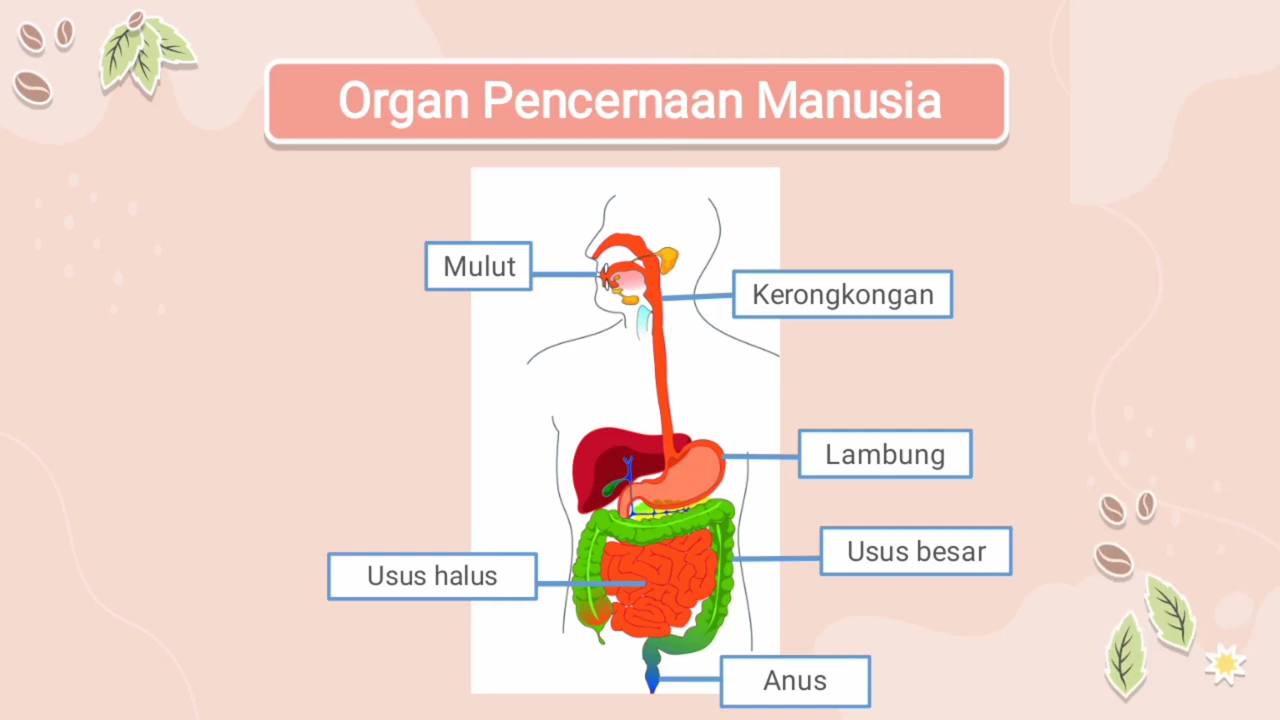 Organ Pencernaan Manusia
Mulut
Kerongkongan
Lambung
Usus besar
Usus halus
Anus